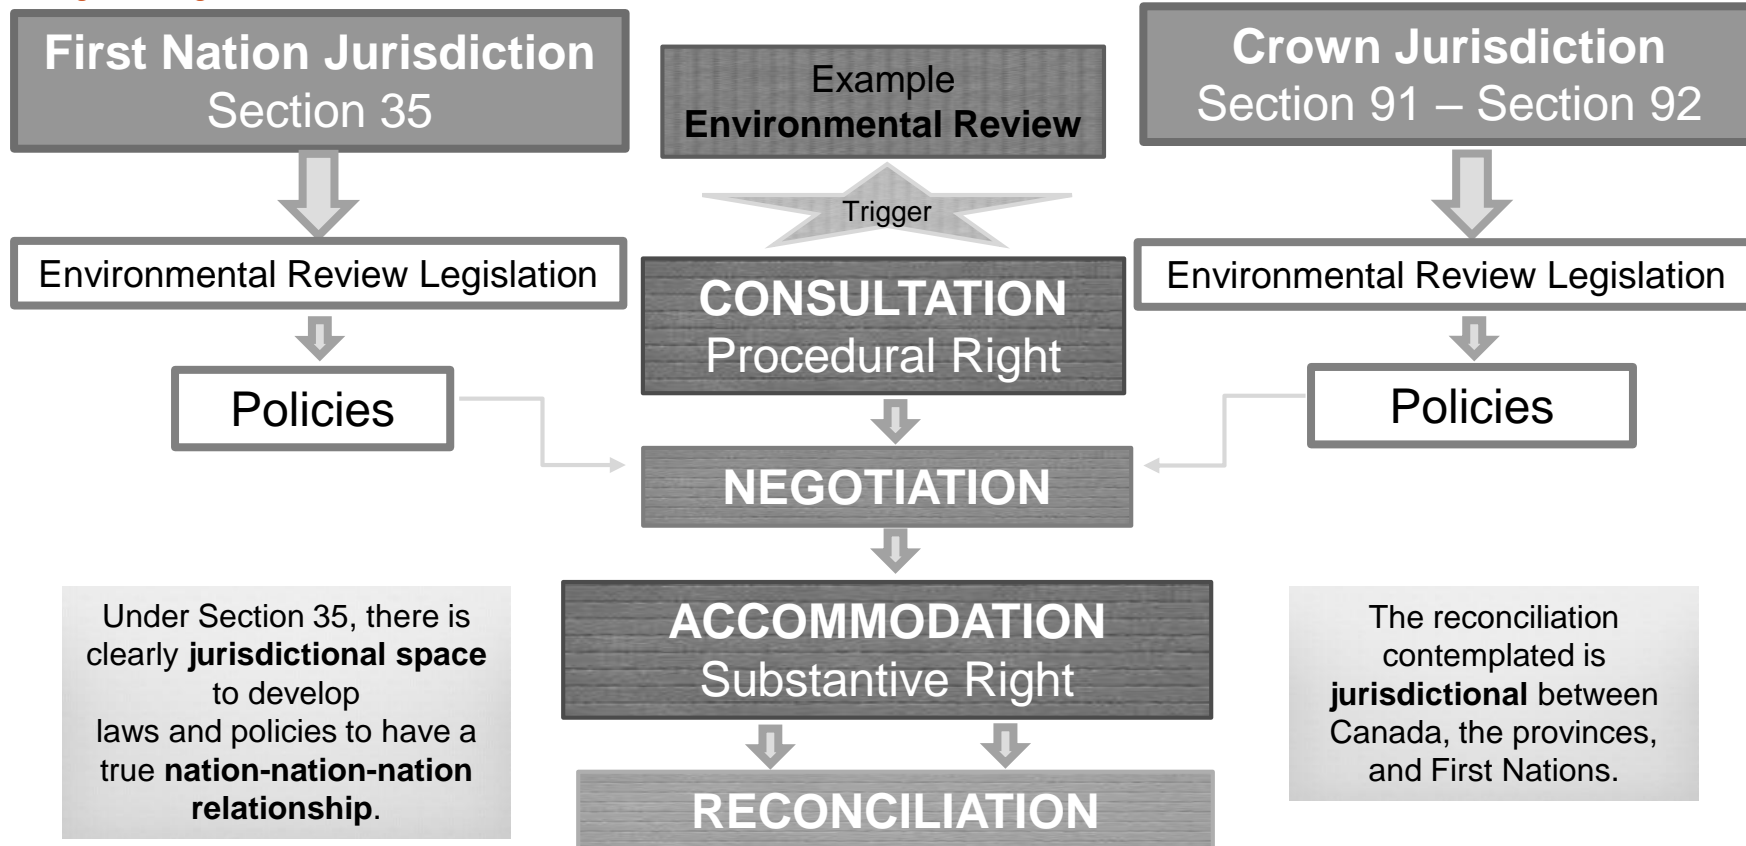 First Nation Jurisdiction
Section 35
Example
Environmental Review
Crown Jurisdiction
Section 91 – Section 92
Trigger
Environmental Review Legislation
CONSULTATION
Procedural Right
Environmental Review Legislation
Policies
Policies
NEGOTIATION
ACCOMMODATION
Substantive Right
Under Section 35, there is
clearly jurisdictional space
to develop
laws and policies to have a
true nation-nation-nation
relationship.
The reconciliation
contemplated is
jurisdictional between
Canada, the provinces,
and First Nations.
RECONCILIATION